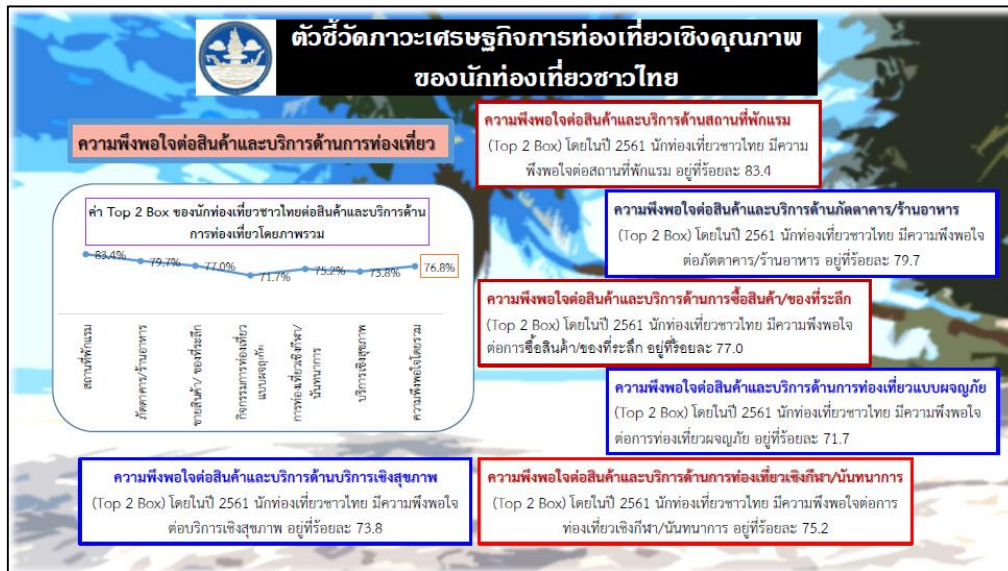 ตัวชี้วัดภาวะเศรษฐกิจการท่องเที่ยวเชิงคุณภาพ
ของนักท่องเที่ยวชาวไทย
ความพึงพอใจต่อสินค้าและบริการด้านการท่องเที่ยว
ค่า Top 2 Box ของนักท่องเที่ยวชาวไทยต่อสินค้าและบริการด้าน
การท่องเที่ยวโดยภาพรวม
83.4%
79.7%
77.0%
71.7%
75.2%
73.8%
76.8%
สถานที่พักแรม
ภัตตาคาร/ร้านอาหาร
ขายสินค้า/ ของที่ระลึก
กิจกรรมการท่องเที่ยว
แบบผจญภัย
การท่องเที่ยวเชิงกีฬา/
นันทนาการ
บริการเชิงสุขภาพ
ความพึงพอใจโดยรวม
ความพึงพอใจต่อสินค้าและบริการด้านสถานที่พักแรม
(Top 2 Box) โดยในปี 2561 นักท่องเที่ยวชาวไทย มีความ
พึงพอใจต่อสถานที่พักแรม อยู่ที่ร้อยละ 83.4
ความพึงพอใจต่อสินค้าและบริการด้านภัตตาคาร/ร้านอาหาร
(Top 2 Box) โดยในปี 2561 นักท่องเที่ยวชาวไทย มีความพึงพอใจ
ต่อภัตตาคาร/ร้านอาหาร อยู่ที่ร้อยละ 79.7
ความพึงพอใจต่อสินค้าและบริการด้านการซื้อสินค้า/ของที่ระลึก
(Top 2 Box) โดยในปี 2561 นักท่องเที่ยวชาวไทย มีความพึงพอใจ
ต่อการซื้อสินค้า/ของที่ระลึก อยู่ที่ร้อยละ 77.0
ความพึงพอใจต่อสินค้าและบริการด้านการท่องเที่ยวแบบผจญภัย
(Top 2 Box) โดยในปี 2561 นักท่องเที่ยวชาวไทย มีความพึงพอใจ
ต่อการท่องเที่ยวผจญภัย อยู่ที่ร้อยละ 71.7
ความพึงพอใจต่อสินค้าและบริการด้านบริการเชิงสุขภาพ
(Top 2 Box) โดยในปี 2561 นักท่องเที่ยวชาวไทย มีความพึงพอใจ
ต่อบริการเชิงสุขภาพ อยู่ที่ร้อยละ 73.8
ความพึงพอใจต่อสินค้าและบริการด้านการท่องเที่ยวเชิงกีฬา/นันทนาการ
(Top 2 Box) โดยในปี 2561 นักท่องเที่ยวชาวไทย มีความพึงพอใจต่อการ
ท่องเที่ยวเชิงกีฬา/นันทนาการ อยู่ที่ร้อยละ 75.2